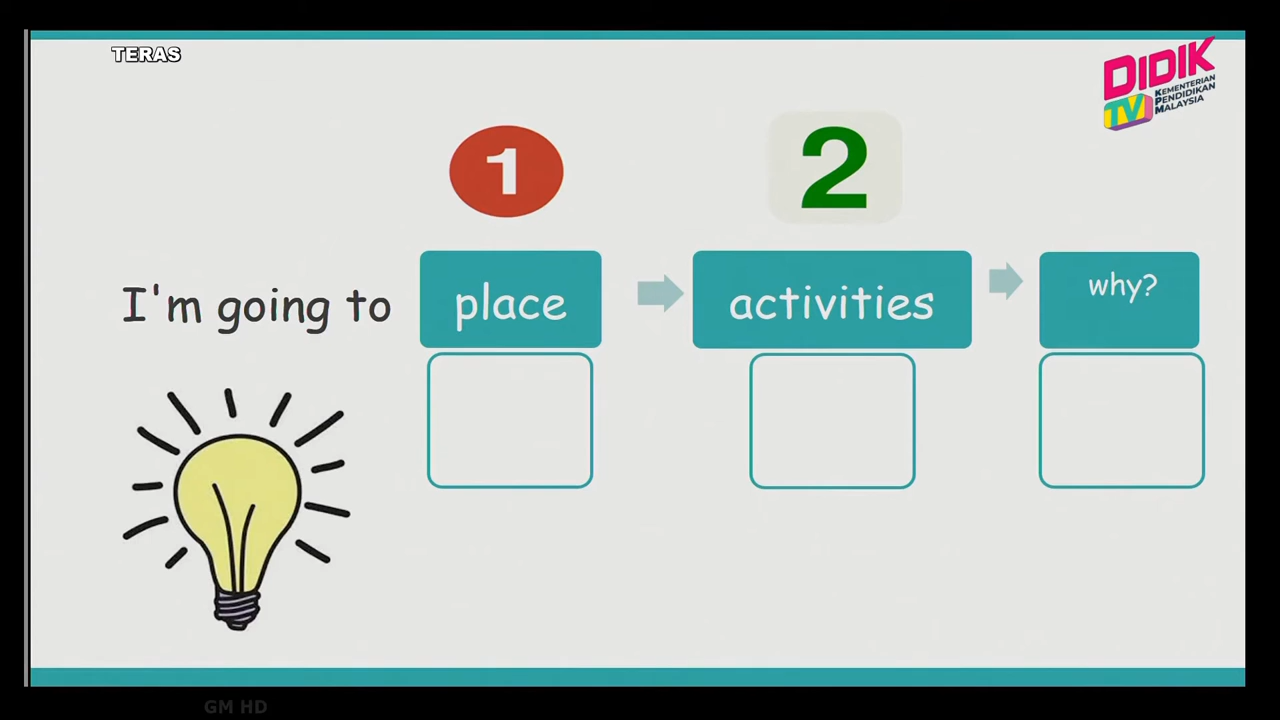 TERAS
DIDIK
TV
KEMENTERIAN
PENDIDIKAN
MALAYSIA
1
2
I'm going to
place
activities
why?
GM HD